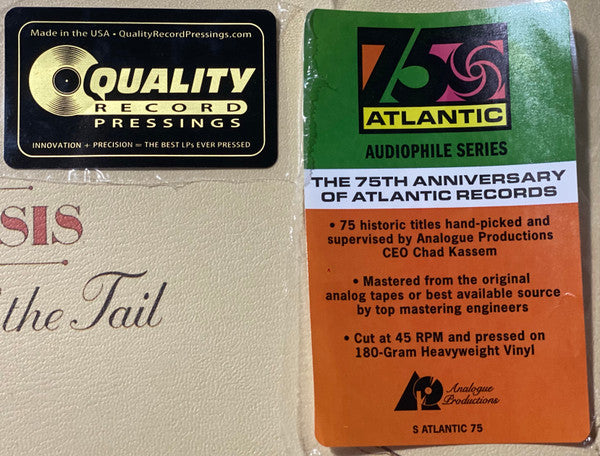 Made in the USA • QualityRecordPressings.com
QUALITY
RECORD
PRESSINGS
INNOVATION + PRECISION = THE BEST LPs EVER PRESSED
SIS
the Tail
75
ATLANTIC
AUDIOPHILE SERIES
THE 75TH ANNIVERSARY
OF ATLANTIC RECORDS
• 75 historic titles hand-picked and
supervised by Analogue Productions
CEO Chad Kassem
• Mastered from the original
analog tapes or best available source
by top mastering engineers
• Cut at 45 RPM and pressed on
180-Gram Heavyweight Vinyl
Analogue
Productions
S ATLANTIC 75